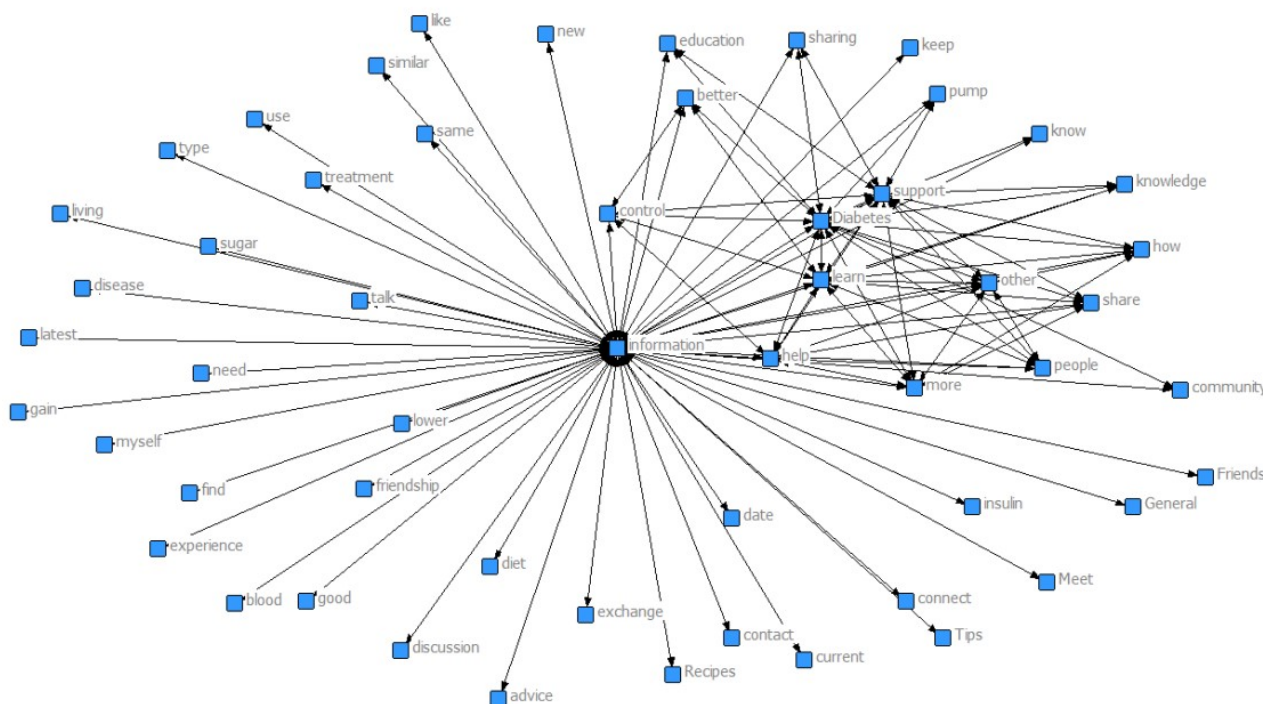 like
new
education
sharing
keep
similar
better
pump
use
same
know
type
treatment
knowledge
support
living
control
Diabetes
sugar
how
learn
other
disease
talk
share
latest
information
help
need
people
more
community
gain
lower
myself
Friends
find
friendship
insulin
General
date
experience
diet
Meet
blood
good
exchange
connect
contact
Tips
discussion
current
Recipes
advice